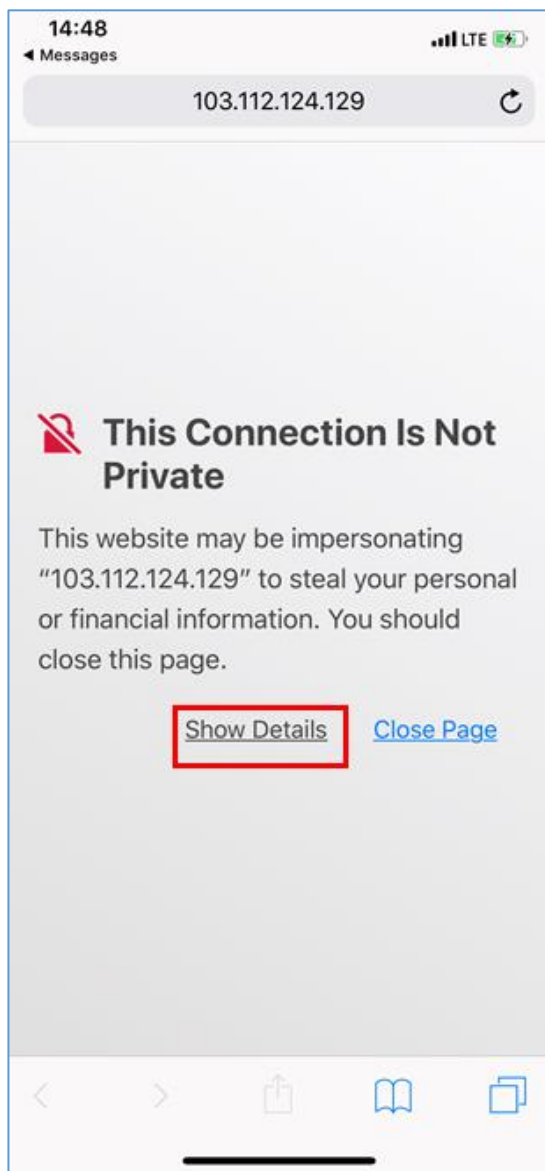 14:48
LTE
Messages
103.112.124.129
This Connection Is Not
Private
This website may be impersonating
“103.112.124.129” to steal your personal
or financial information. You should
close this page.
Show Details Close Page